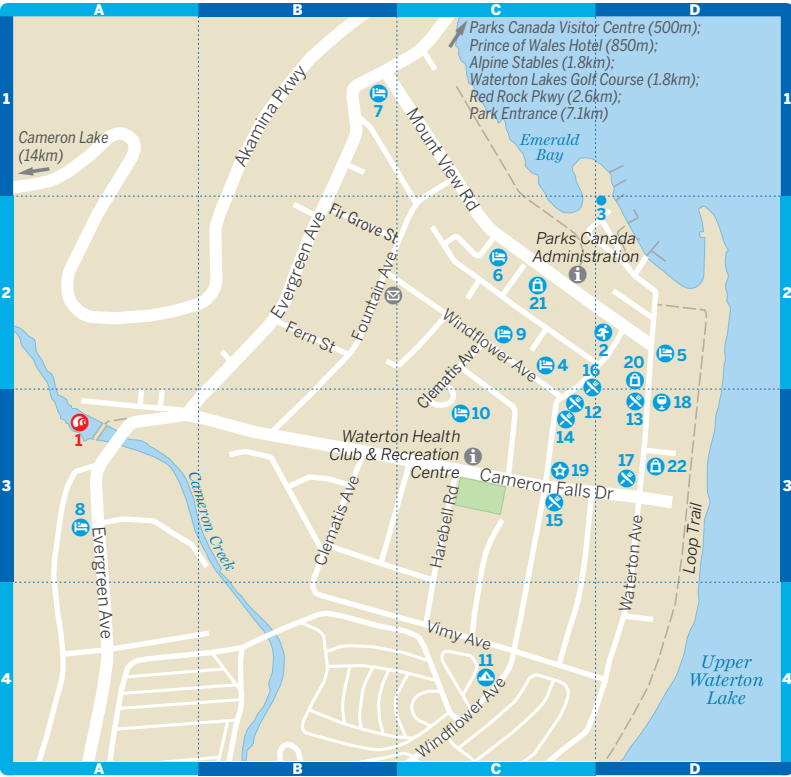 A B C D
1 1
Parks Canada Visitor Centre (500m);
Prince of Wales Hotel (850m);
Alpine Stables (1.8km);
Waterton Lakes Golf Course (1.8km);
Red Rock Pkwy (2.6km);
Park Entrance (7.1km)
Akamina Pkwy
7
Mount View Rd
Cameron Lake
(14km)
Emerald
Bay
3
2 2
Fir Grove St
Evergreen Ave
Fountain Ave
Parks Canada
Administration
6
21
Fern St
Windflower Ave
9
2
5
4
20
16
Clematis Ave
10
12
13
18
14
1
Waterton Health
Club & Recreation
Centre
3 3
19
17
22
Cameron Falls Dr
15
8
Cameron Creek
Clematis Ave
Harebell Rd
Evergreen Ave
Waterton Ave
Loop Trail
Vimy Ave
11
4 4
Windflower Ave
Upper
Waterton
Lake
A B C D